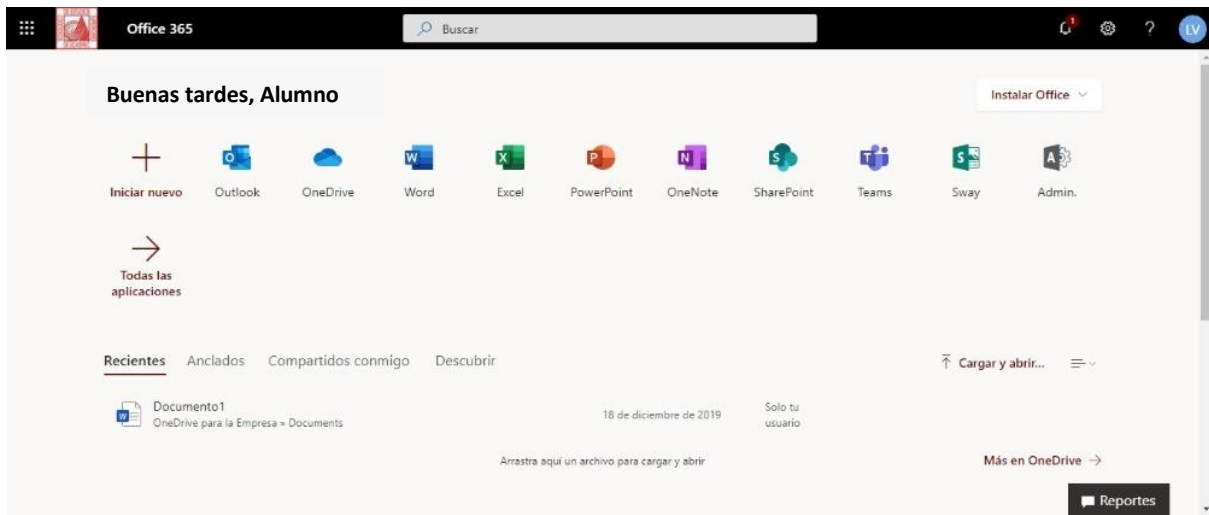 Office 365
Buscar
1
?
LV
Buenas tardes, Alumno
Instalar Office
Iniciar nuevo
Outlook
OneDrive
Word
Excel
PowerPoint
OneNote
SharePoint
Teams
Sway
Admin.
Todas las
aplicaciones
Recientes Anclados Compartidos conmigo Descubrir
Cargar y abrir...
Documento1
OneDrive para la Empresa » Documents
18 de diciembre de 2019
Solo tu
usuario
Arrastra aquí un archivo para cargar y abrir
Más en OneDrive →
Reportes